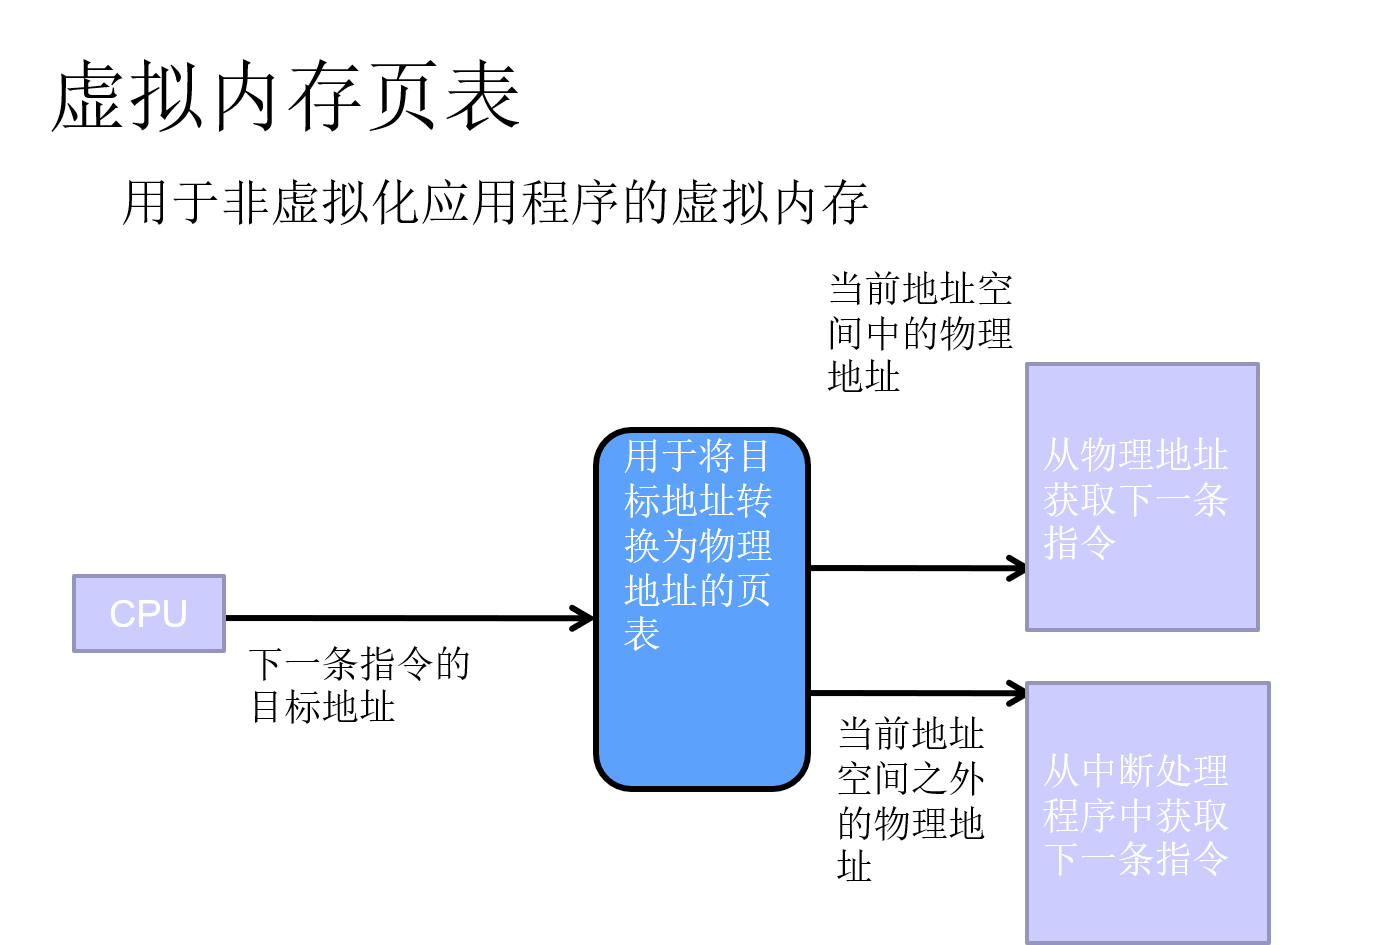 虚拟内存页表
用于非虚拟化应用程序的虚拟内存
当前地址空
间中的物理
地址
用于将目
标地址转
换为物理
地址的页
表
从物理地址
获取下一条
指令
CPU
下一条指令的
目标地址
当前地址
空间之外
的物理地
址
从中断处理
程序中获取
下一条指令